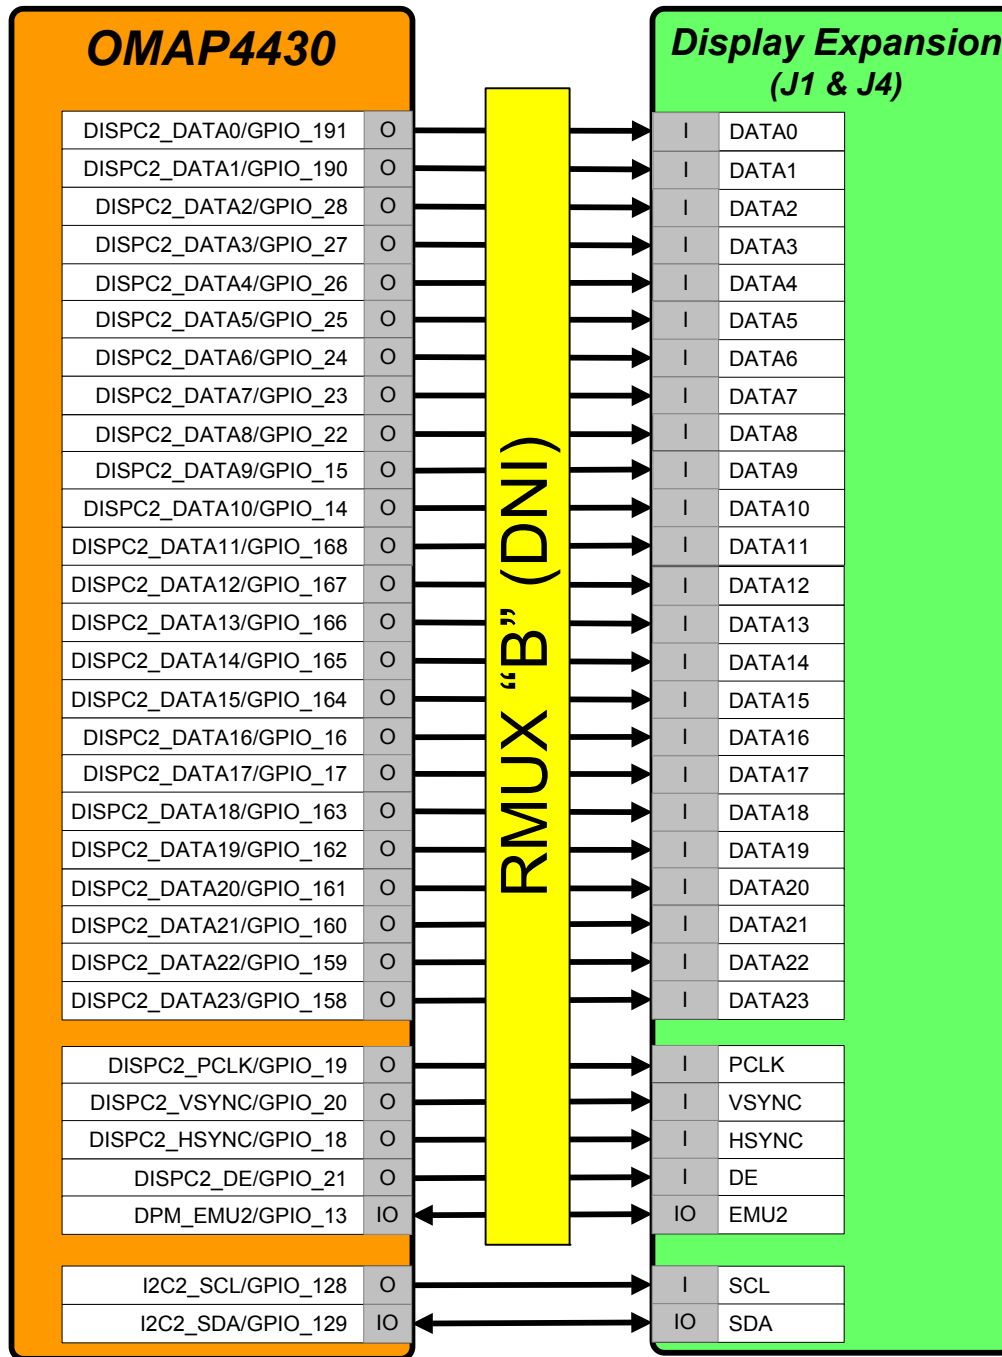 OMAP4430
Display Expansion
(J1 & J4)
DISPC2_DATA0/GPIO_191 O I DATA0
DISPC2_DATA1/GPIO_190 O I DATA1
DISPC2_DATA2/GPIO_28 O I DATA2
DISPC2_DATA3/GPIO_27 O I DATA3
DISPC2_DATA4/GPIO_26 O I DATA4
DISPC2_DATA5/GPIO_25 O I DATA5
DISPC2_DATA6/GPIO_24 O I DATA6
DISPC2_DATA7/GPIO_23 O I DATA7
DISPC2_DATA8/GPIO_22 O I DATA8
DISPC2_DATA9/GPIO_15 O I DATA9
DISPC2_DATA10/GPIO_14 O I DATA10
DISPC2_DATA11/GPIO_168 O I DATA11
DISPC2_DATA12/GPIO_167 O I DATA12
DISPC2_DATA13/GPIO_166 O I DATA13
DISPC2_DATA14/GPIO_165 O I DATA14
DISPC2_DATA15/GPIO_164 O I DATA15
DISPC2_DATA16/GPIO_16 O I DATA16
DISPC2_DATA17/GPIO_17 O I DATA17
DISPC2_DATA18/GPIO_163 O I DATA18
DISPC2_DATA19/GPIO_162 O I DATA19
DISPC2_DATA20/GPIO_161 O I DATA20
DISPC2_DATA21/GPIO_160 O I DATA21
DISPC2_DATA22/GPIO_159 O I DATA22
DISPC2_DATA23/GPIO_158 O I DATA23
DISPC2_PCLK/GPIO_19 O I PCLK
DISPC2_VSYNC/GPIO_20 O I VSYNC
DISPC2_HSYNC/GPIO_18 O I HSYNC
DISPC2_DE/GPIO_21 O I DE
DPM_EMU2/GPIO_13 IO IO EMU2
I2C2_SCL/GPIO_128 O I SCL
I2C2_SDA/GPIO_129 IO IO SDA
RMUX “B” (DNI)